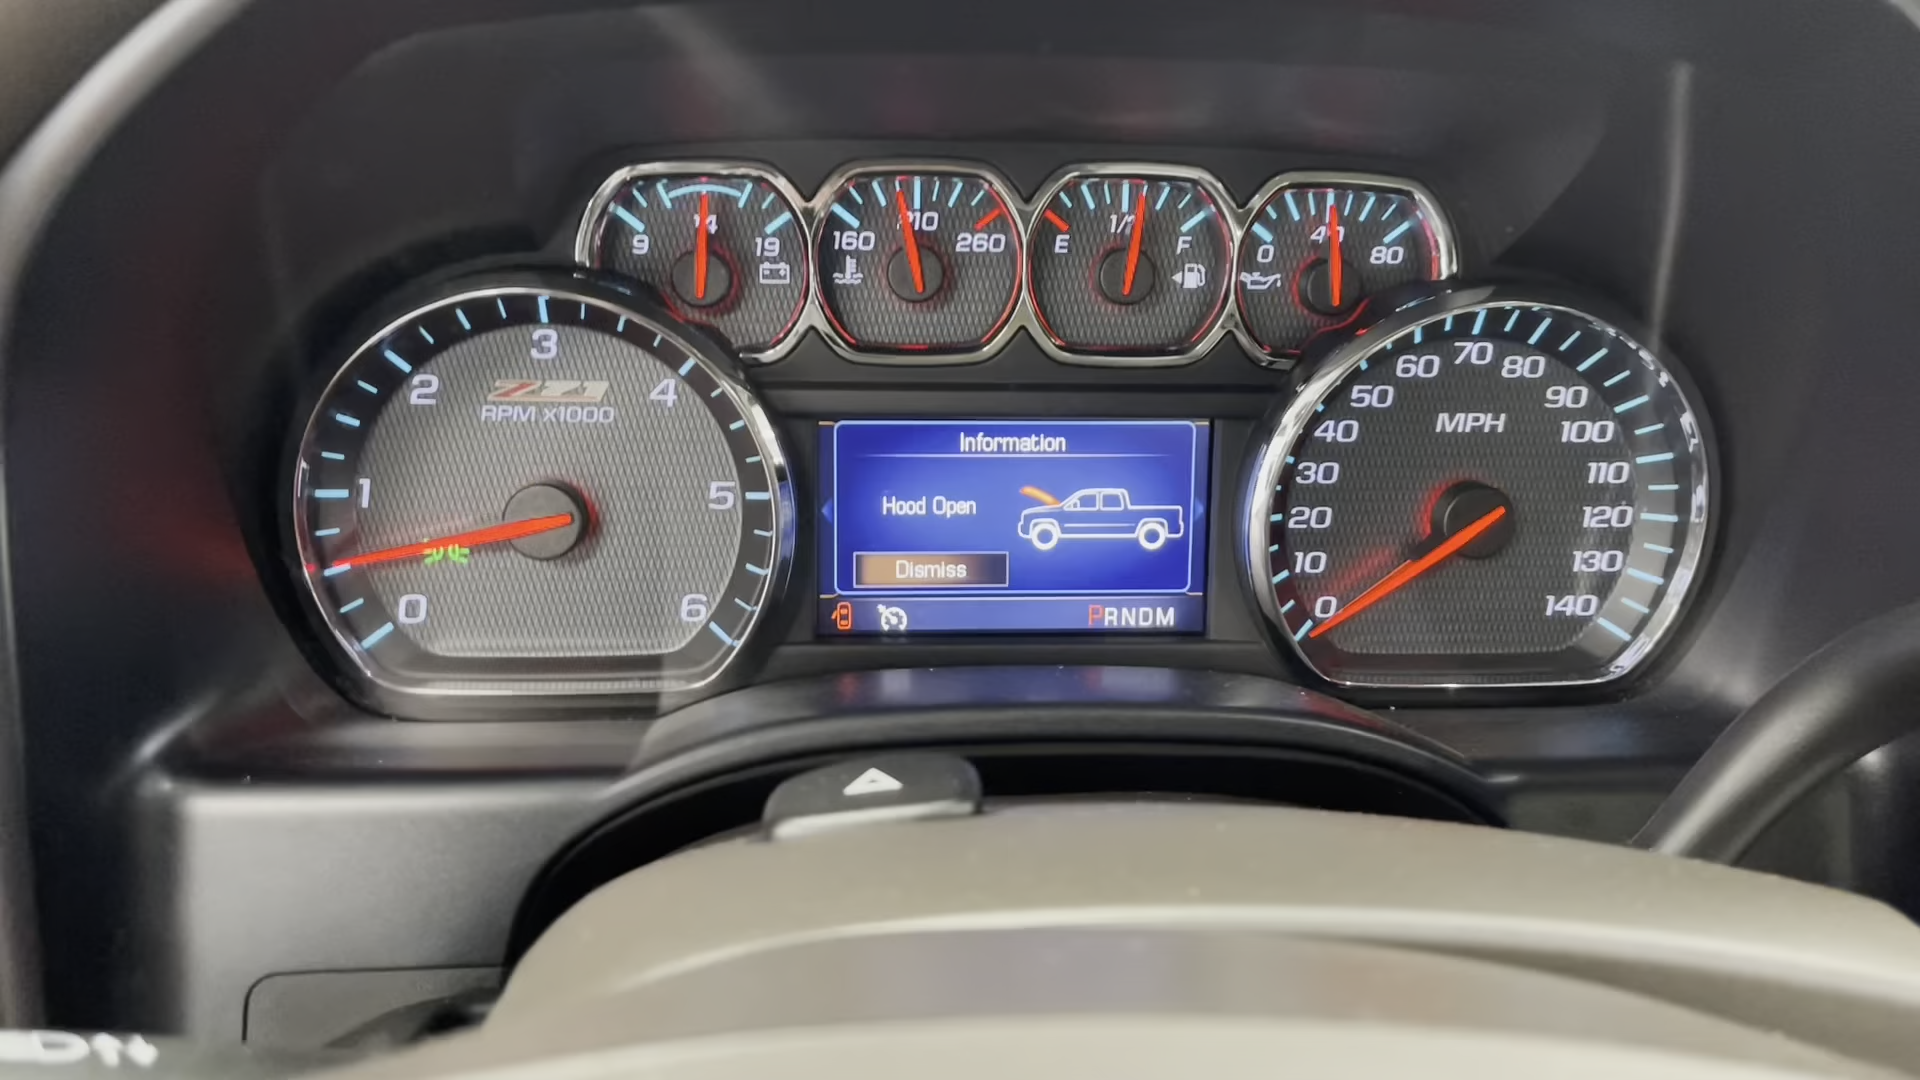 9 14 19
160 210 260
E 1/2 F
0 40 80
0 1 2 3 4 5 6
Z71
RPM x1000
Information
Hood Open
Dismiss
PRNDM
0 10 20 30 40 50 60 70 80 90 100 110 120 130 140
MPH